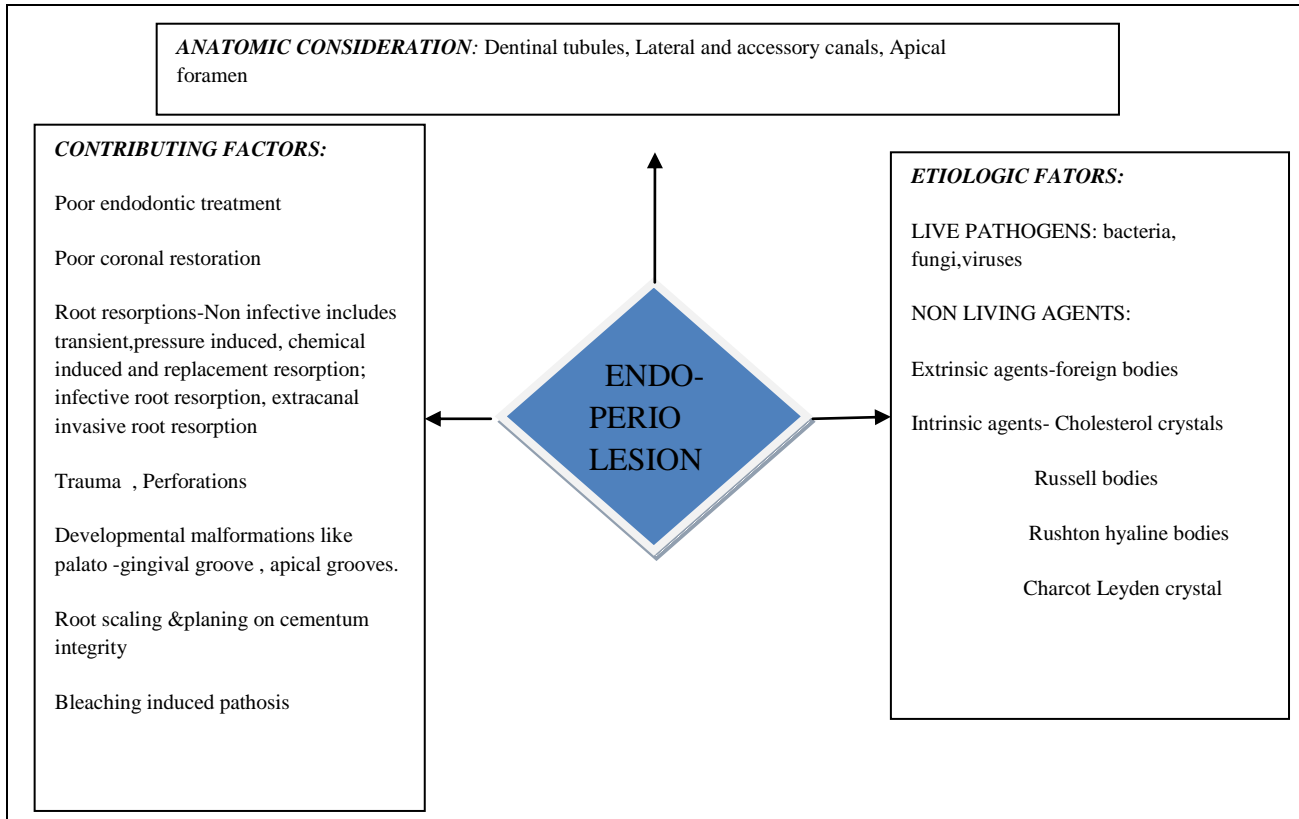 ANATOMIC CONSIDERATION: Dentinal tubules, Lateral and accessory canals, Apical
foramen
CONTRIBUTING FACTORS:
Poor endodontic treatment
Poor coronal restoration
Root resorptions-Non infective includes
transient,pressure induced, chemical
induced and replacement resorption;
infective root resorption, extracanal
invasive root resorption
Trauma , Perforations
Developmental malformations like
palato -gingival groove , apical grooves.
Root scaling &planing on cementum
integrity
Bleaching induced pathosis
ENDO-
PERIO
LESION
ETIOLOGIC FATORS:
LIVE PATHOGENS: bacteria,
fungi,viruses
NON LIVING AGENTS:
Extrinsic agents-foreign bodies
Intrinsic agents- Cholesterol crystals
Russell bodies
Rushton hyaline bodies
Charcot Leyden crystal